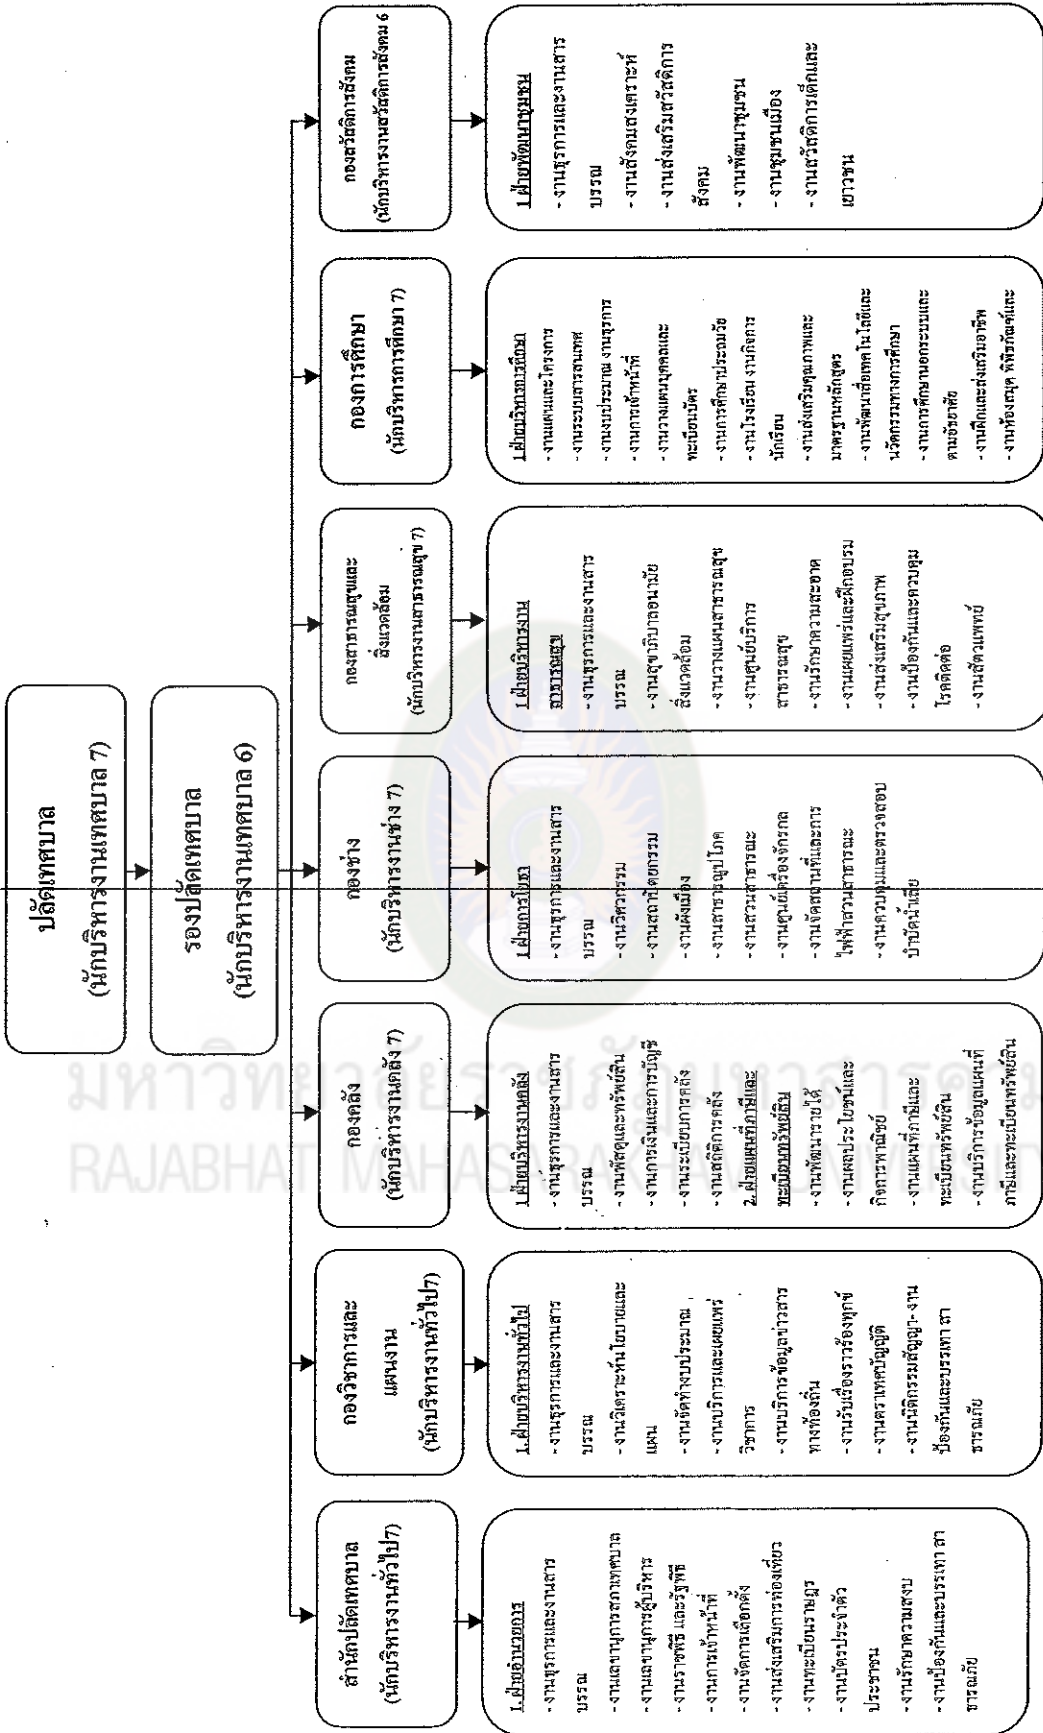 ปลัดเทศบาล
(นักบริหารงานเทศบาล 7)
รองปลัดเทศบาล
(นักบริหารงานเทศบาล 6)
สำนักปลัดเทศบาล
(นักบริหารงานทั่วไป7)
กองวิชาการและ
แผนงาน
(นักบริหารงานทั่วไป7)
กองคลัง
(นักบริหารงานคลัง 7)
กองช่าง
(นักบริหารงานช่าง 7)
กองสาธารณสุขและ
สิ่งแวดล้อม
(นักบริหารงานสาธารณสุข 7)
กองการศึกษา
(นักบริหารการศึกษา 7)
กองสวัสดิการสังคม
(นักบริหารงานสวัสดิการสังคม 6
1. ฝ่ายอำนวยการ
- งานธุรการและงานสาร
บรรณ
- งานเลขานุการสภาเทศบาล
- งานเลขานุการผู้บริหาร
- งานราชพิธี และรัฐพิธี
- งานการเจ้าหน้าที่
- งานจัดการเลือกตั้ง
- งานส่งเสริมการท่องเที่ยว
- งานทะเบียนราษฎร
- งานบัตรประจำตัว
ประชาชน
- งานรักษาความสงบ
- งานป้องกันและบรรเทา สา
ธารณภัย
1. ฝ่ายบริหารงานทั่วไป
- งานธุรการและงานสาร
บรรณ
- งานวิเคราะห์นโยบายและ
แผน
- งานจัดทำงบประมาณ
- งานบริการและเผยแพร่
วิชาการ
- งานบริการข้อมูลข่าวสาร
ทางท้องถิ่น
- งานรับเรื่องราวร้องทุกข์
- งานตราเทศบัญญัติ
- งานนิติกรรมสัญญา- งาน
ป้องกันและบรรเทา สา
ธารณภัย
1 ฝ่ายบริหารงานคลัง
- งานธุรการและงานสาร
บรรณ
- งานพัสดุและทรัพย์สิน
- งานการเงินและการบัญชี
- งานระเบียบการคลัง
- งานสถิติการคลัง
2. ฝ่ายแผนที่ภาษีและ
ทะเบียนทรัพย์สิน
- งานพัฒนารายได้
- งานผลประโยชน์และ
กิจการพาณิชย์
- งานแผนที่ภาษีและ
ทะเบียนทรัพย์สิน
- งานบริการข้อมูลแผนที่
ภาษีและทะเบียนทรัพย์สิน
1 ฝ่ายการโยธา
- งานธุรการและงานสาร
บรรณ
- งานวิศวกรรม
- งานสถาปัตยกรรม
- งานผังเมือง
- งานสาธารณูปโภค
- งานสวนสาธารณะ
- งานศูนย์เครื่องจักรกล
- งานจัดสถานที่และการ
ไฟฟ้าสวนสาธารณะ
- งานควบคุมและตรวจสอบ
บำบัดน้ำเสีย
1 ฝ่ายบริหารงาน
สาธารณสุข
- งานธุรการและงานสาร
บรรณ
- งานสุขาภิบาลอนามัย
สิ่งแวดล้อม
- งานวางแผนสาธารณสุข
- งานศูนย์บริการ
สาธารณสุข
- งานรักษาความสะอาด
- งานเผยแพร่และฝึกอบรม
- งานส่งเสริมสุขภาพ
- งานป้องกันและควบคุม
โรคติดต่อ
- งานสัตวแพทย์
1 ฝ่ายบริหารการศึกษา
- งานแผนและโครงการ
- งานระบบสารสนเทศ
- งานงบประมาณ งานธุรการ
- งานการเจ้าหน้าที่
- งานวางแผนบุคคลและ
ทะเบียนบัตร
- งานการศึกษาประถมวัย
- งานโรงเรียน งานกิจการ
นักเรียน
- งานส่งเสริมคุณภาพและ
มาตรฐานหลักสูตร
- งานพัฒนาสื่อเทคโนโลยีและ
นวัตกรรมทางการศึกษา
- งานการศึกษานอกระบบและ
ตามอัธยาศัย
- งานฝึกและส่งเสริมอาชีพ
- งานห้องสมุด พิพิธภัณฑ์และ
1 ฝ่ายพัฒนาชุมชน
- งานธุรการและงานสาร
บรรณ
- งานสังคมสงเคราะห์
- งานส่งเสริมสวัสดิการ
สังคม
- งานพัฒนาชุมชน
- งานชุมชนเมือง
- งานสวัสดิการเด็กและ
เยาวชน